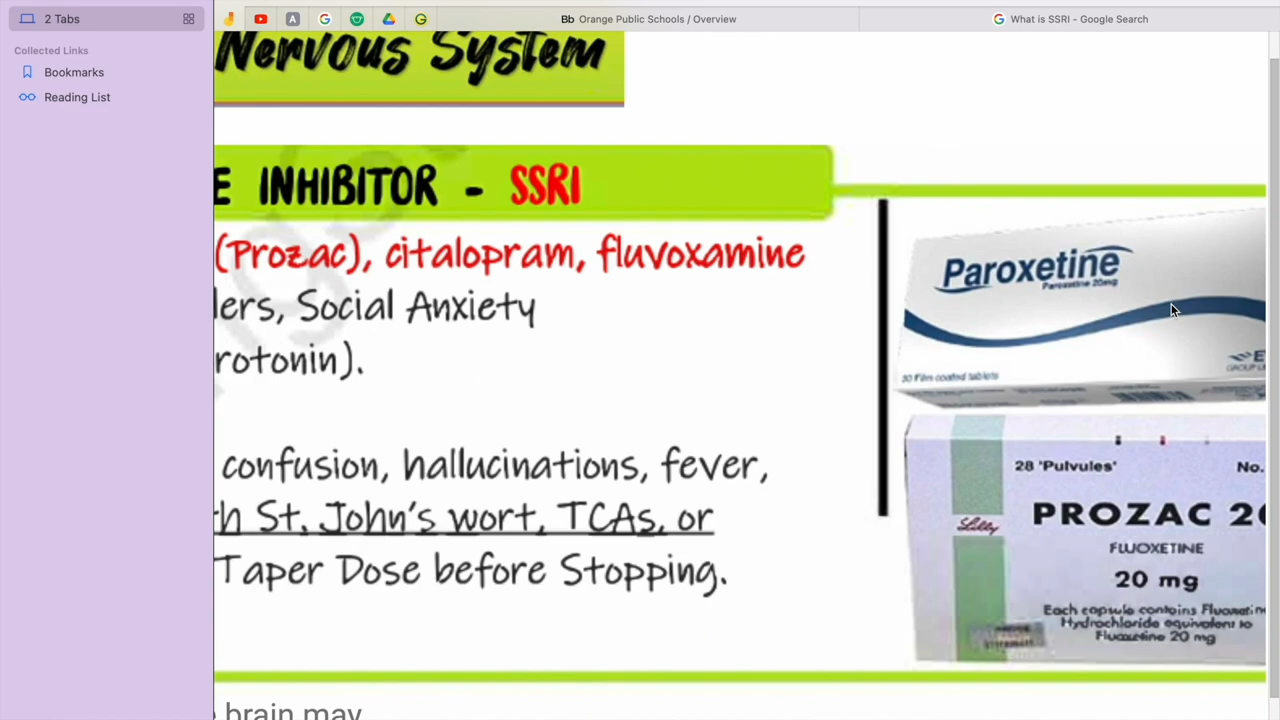 2 Tabs
Collected Links
Bookmarks
Reading List
Orange Public Schools / Overview
What is SSRI - Google Search
Nervous System
E INHIBITOR - SSRI
(Prozac), citalopram, fluvoxamine
lers, Social Anxiety
rotonin).
confusion, hallucinations, fever,
h St. John's wort, TCAs, or
Taper Dose before Stopping.
Paroxetine
Paroxetine 20mg
30 Film coated tablets
28 'Pulvules'
No.
Lilly
PROZAC 20
FLUOXETINE
20 mg
Each capsule contains Fluoxetin
Hydrochloride equivalent to
Fluoxetine 20 mg
brain may